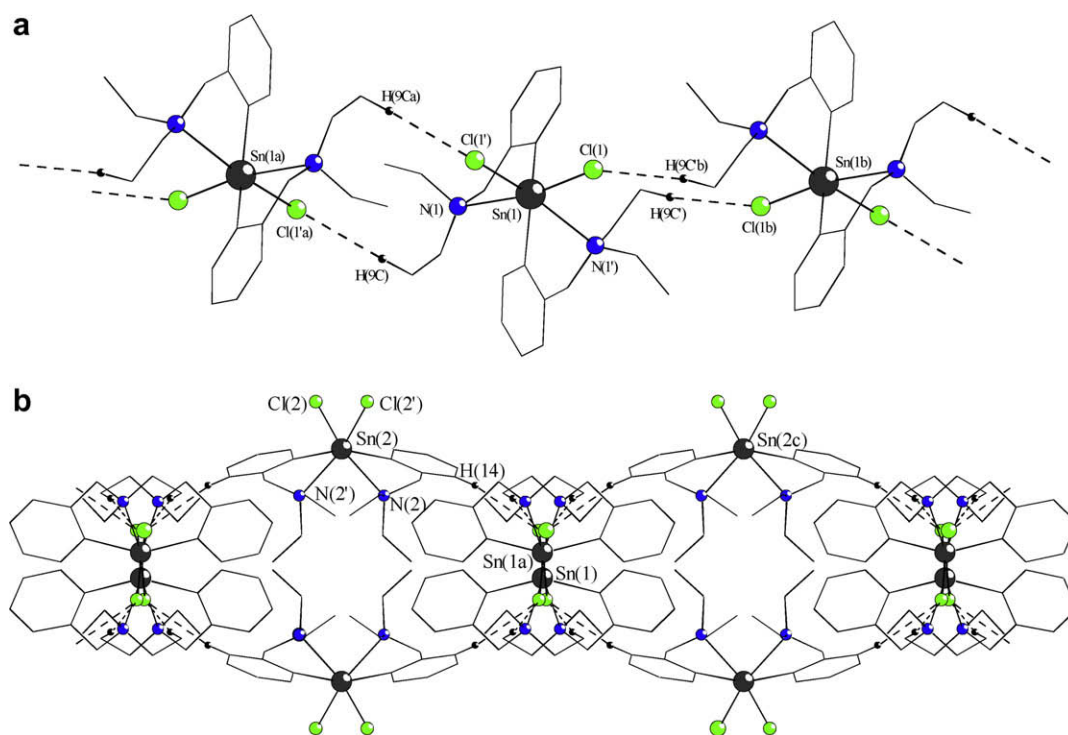 a
H(9Ca)
Cl(1')
Cl(1)
Sn(1a)
H(9C'b)
Sn(1b)
N(1)
Sn(1)
H(9C')
Cl(1b)
Cl(1'a)
H(9C)
N(1')
b
Cl(2) Cl(2')
Sn(2) Sn(2c)
H(14)
N(2') N(2)
Sn(1a)
Sn(1)